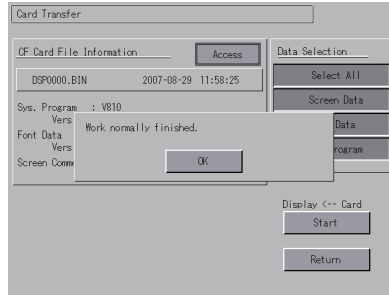 Card Transfer
CF Card File Information
Access
Data Selection
DSP0000.BIN 2007-08-29 11:58:25
Select All
Screen Data
Sys. Program : V810
Vers
Work normally finished.
Data
Font Data
Vers
rogram
Screen Comme
OK
Display <-- Card
Start
Return